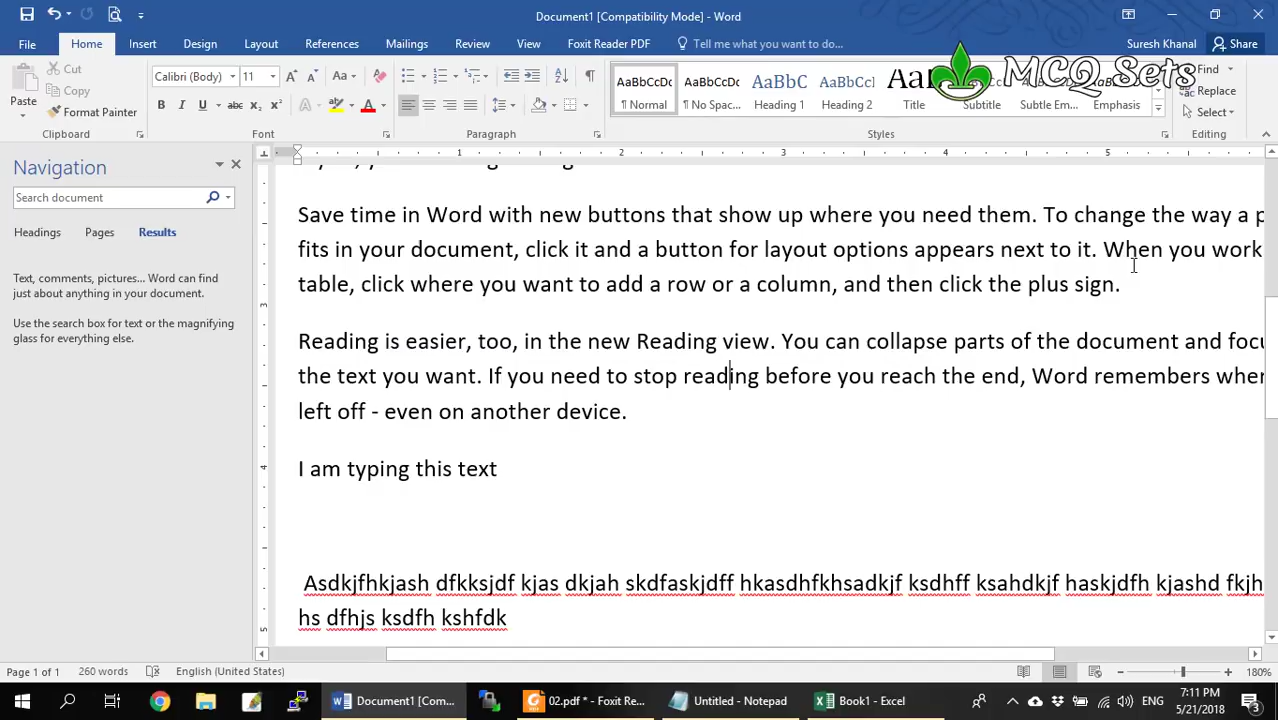 Document1 [Compatibility Mode] - Word
File Home Insert Design Layout References Mailings Review View Foxit Reader PDF Tell me what you want to do... Suresh Khanal Share
Paste Cut Copy Format Painter Clipboard
Calibri (Body) 11 Aa Font
Paragraph
AaBbCcDc AaBbCcDc AaBbC AaBbCcD
¶ Normal ¶ No Spac... Heading 1 Heading 2 Title Subtitle Subtle Em... Emphasis Styles
MCQ Sets
Find Replace Select Editing
Navigation
Search document
Headings Pages Results
Text, comments, pictures... Word can find
just about anything in your document.
Use the search box for text or the magnifying
glass for everything else.
1 2 3 4 5
3
4
5
Save time in Word with new buttons that show up where you need them. To change the way a p
fits in your document, click it and a button for layout options appears next to it. When you work
table, click where you want to add a row or a column, and then click the plus sign.
Reading is easier, too, in the new Reading view. You can collapse parts of the document and focu
the text you want. If you need to stop reading before you reach the end, Word remembers wher
left off - even on another device.
I am typing this text
Asdkjfhkjash dfkksjdf kjas dkjah skdfaskjdff hkasdhfkhsadkjf ksdhff ksahdkjf haskjdfh kjashd fkjh
hs dfhjs ksdfh kshfdk
Page 1 of 1 260 words English (United States) 180%
Document1 [Com... 02.pdf * - Foxit Re... Untitled - Notepad Book1 - Excel ENG 7:11 PM
5/21/2018
3